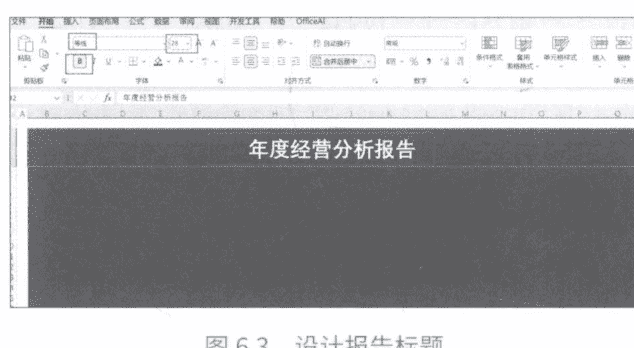 文件 开始 插入 页面布局 公式 数据 审阅 视图 开发工具 帮助 OfficeAI
等线
自动换行
常规
粘贴
B U
合并后居中
条件格式 套用 单元格样式 插入 删除
表格格式
剪贴板 字体 对齐方式 数字 样式 单元格
fx 年度经营分析报告
A B C D E F G H I J K L M N O P Q
年度经营分析报告
图 6.3 设计报告标题